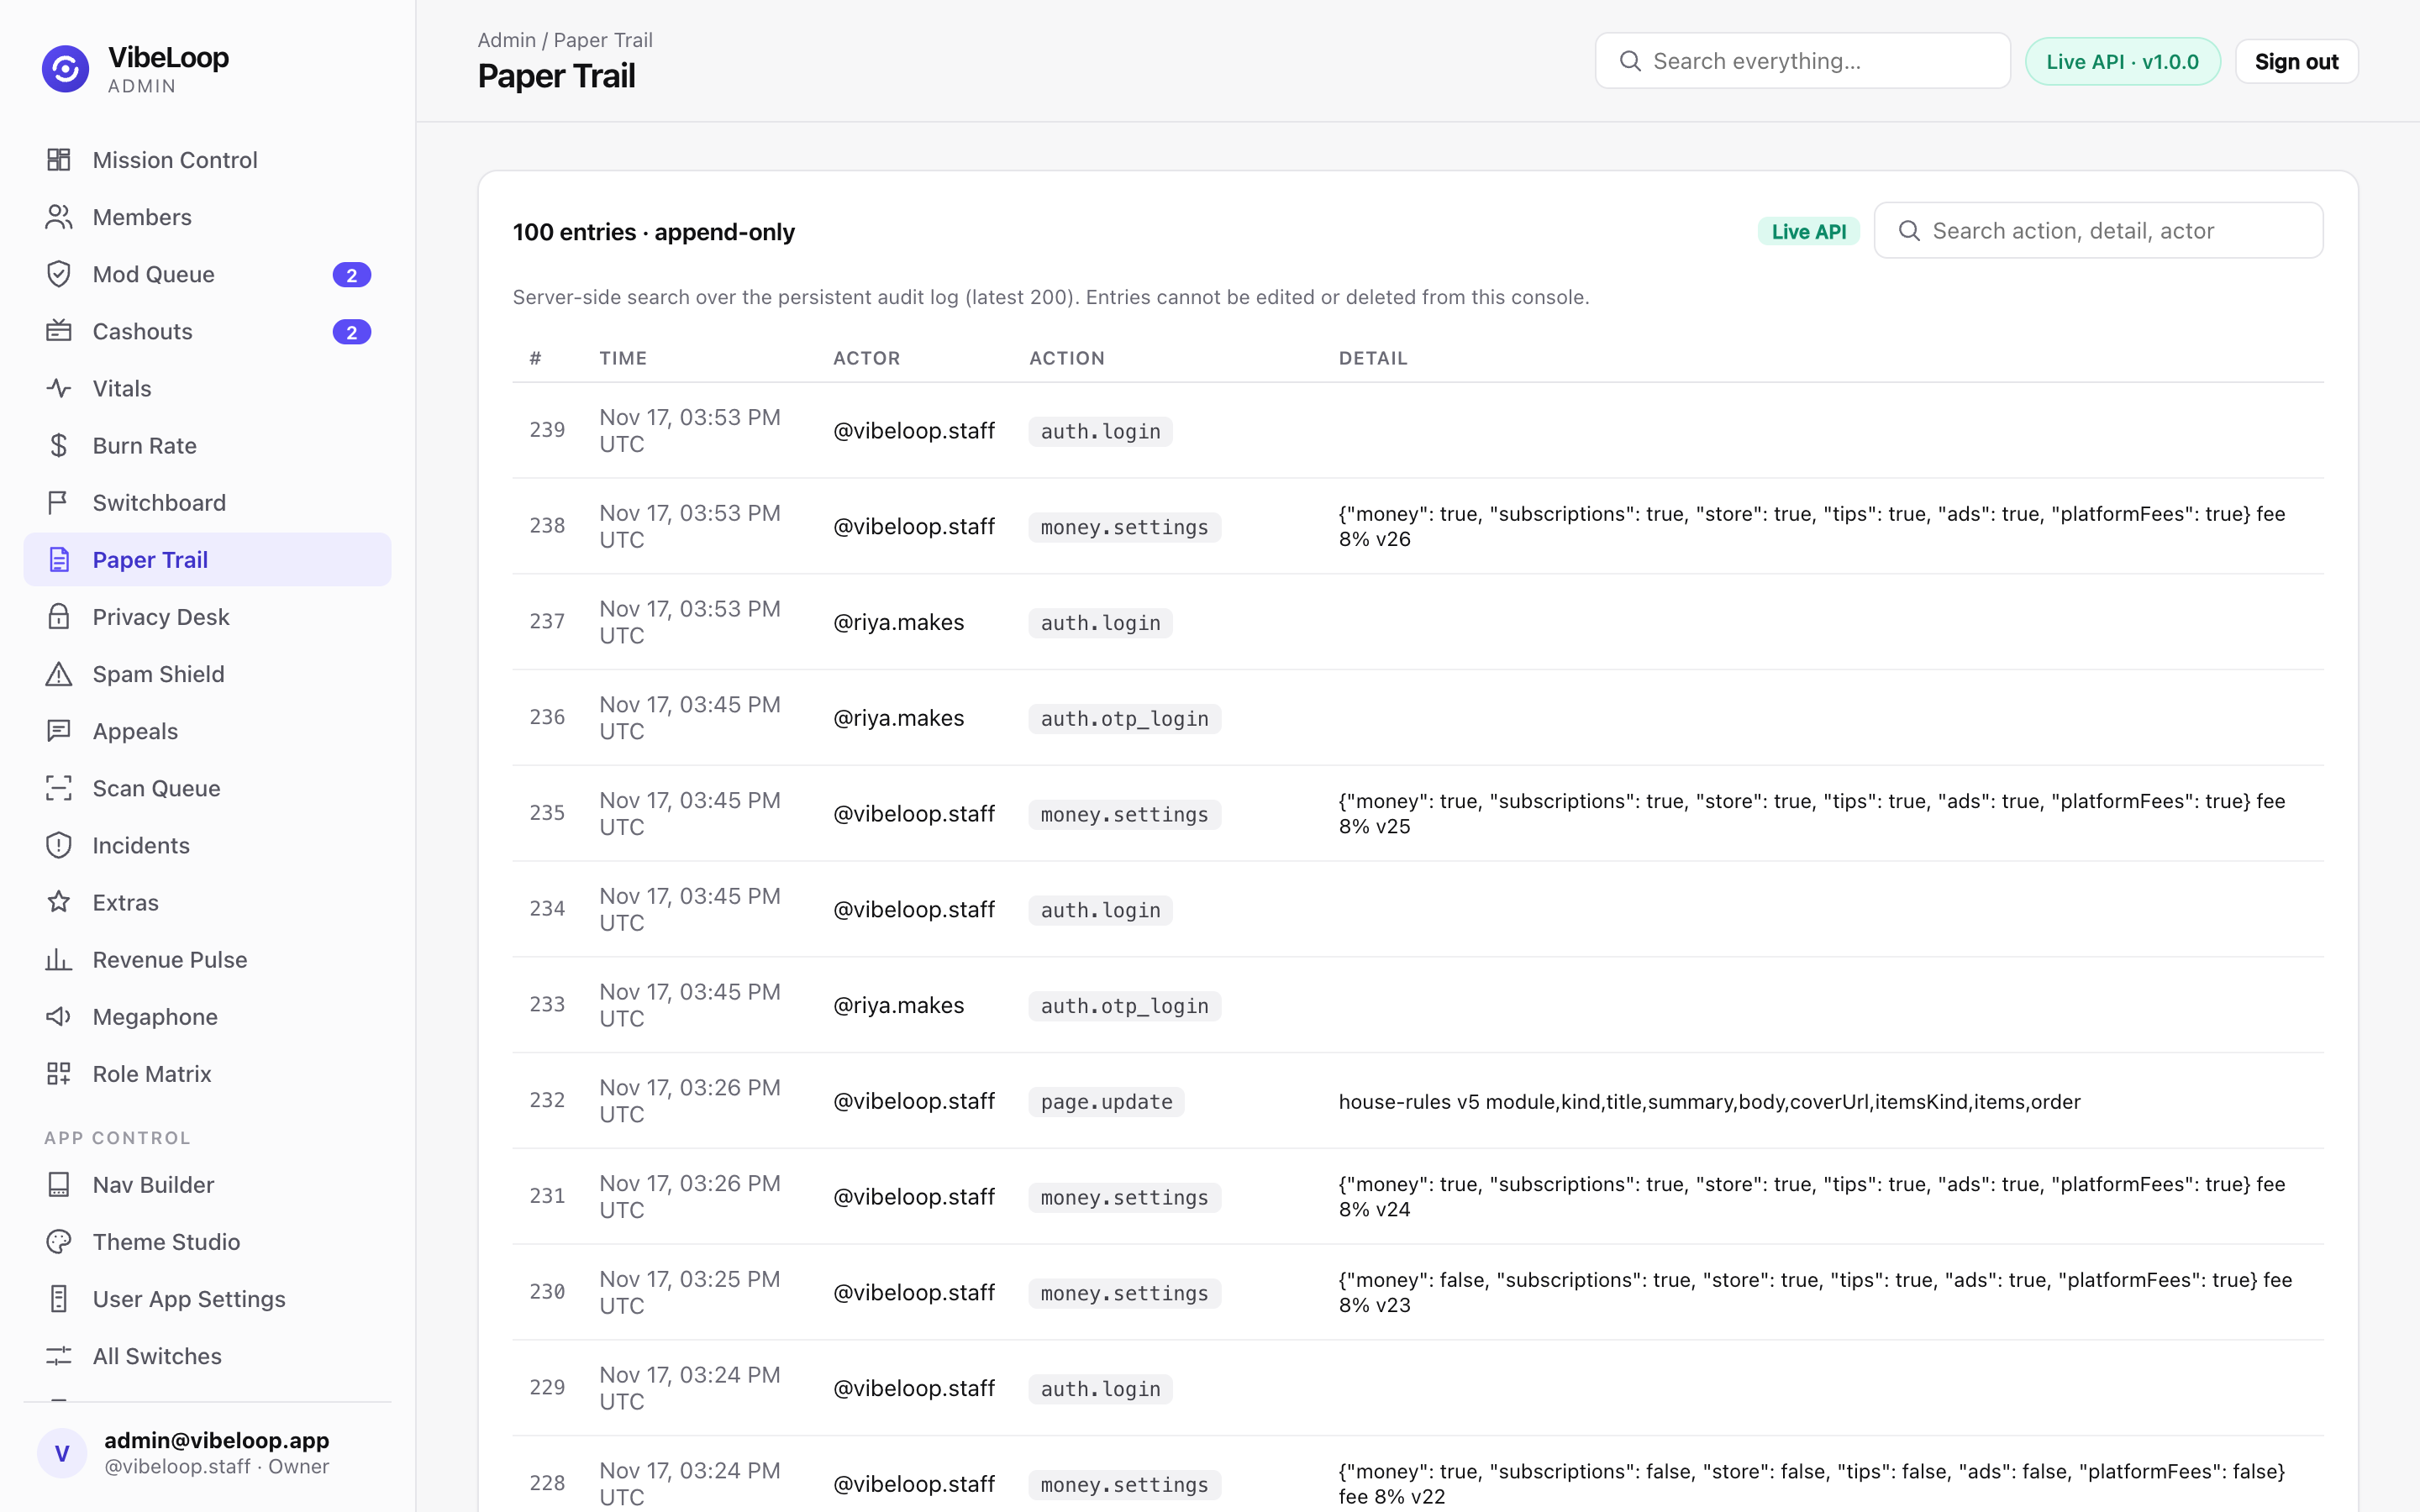 VibeLoop
ADMIN
Mission Control
Members
Mod Queue 2
Cashouts 2
Vitals
Burn Rate
Switchboard
Paper Trail
Privacy Desk
Spam Shield
Appeals
Scan Queue
Incidents
Extras
Revenue Pulse
Megaphone
Role Matrix
APP CONTROL
Nav Builder
Theme Studio
User App Settings
All Switches
V
admin@vibeloop.app
@vibeloop.staff · Owner
Admin / Paper Trail
Paper Trail
Search everything...
Live API · v1.0.0
Sign out
100 entries · append-only
Live API
Search action, detail, actor
Server-side search over the persistent audit log (latest 200). Entries cannot be edited or deleted from this console.
# TIME ACTOR ACTION DETAIL
239 Nov 17, 03:53 PM UTC @vibeloop.staff auth.login
238 Nov 17, 03:53 PM UTC @vibeloop.staff money.settings {"money": true, "subscriptions": true, "store": true, "tips": true, "ads": true, "platformFees": true} fee
8% v26
237 Nov 17, 03:53 PM UTC @riya.makes auth.login
236 Nov 17, 03:45 PM UTC @riya.makes auth.otp_login
235 Nov 17, 03:45 PM UTC @vibeloop.staff money.settings {"money": true, "subscriptions": true, "store": true, "tips": true, "ads": true, "platformFees": true} fee
8% v25
234 Nov 17, 03:45 PM UTC @vibeloop.staff auth.login
233 Nov 17, 03:45 PM UTC @riya.makes auth.otp_login
232 Nov 17, 03:26 PM UTC @vibeloop.staff page.update house-rules v5 module,kind,title,summary,body,coverUrl,itemsKind,items,order
231 Nov 17, 03:26 PM UTC @vibeloop.staff money.settings {"money": true, "subscriptions": true, "store": true, "tips": true, "ads": true, "platformFees": true} fee
8% v24
230 Nov 17, 03:25 PM UTC @vibeloop.staff money.settings {"money": false, "subscriptions": true, "store": true, "tips": true, "ads": true, "platformFees": true} fee
8% v23
229 Nov 17, 03:24 PM UTC @vibeloop.staff auth.login
228 Nov 17, 03:24 PM UTC @vibeloop.staff money.settings {"money": true, "subscriptions": false, "store": false, "tips": false, "ads": false, "platformFees": false}
fee 8% v22